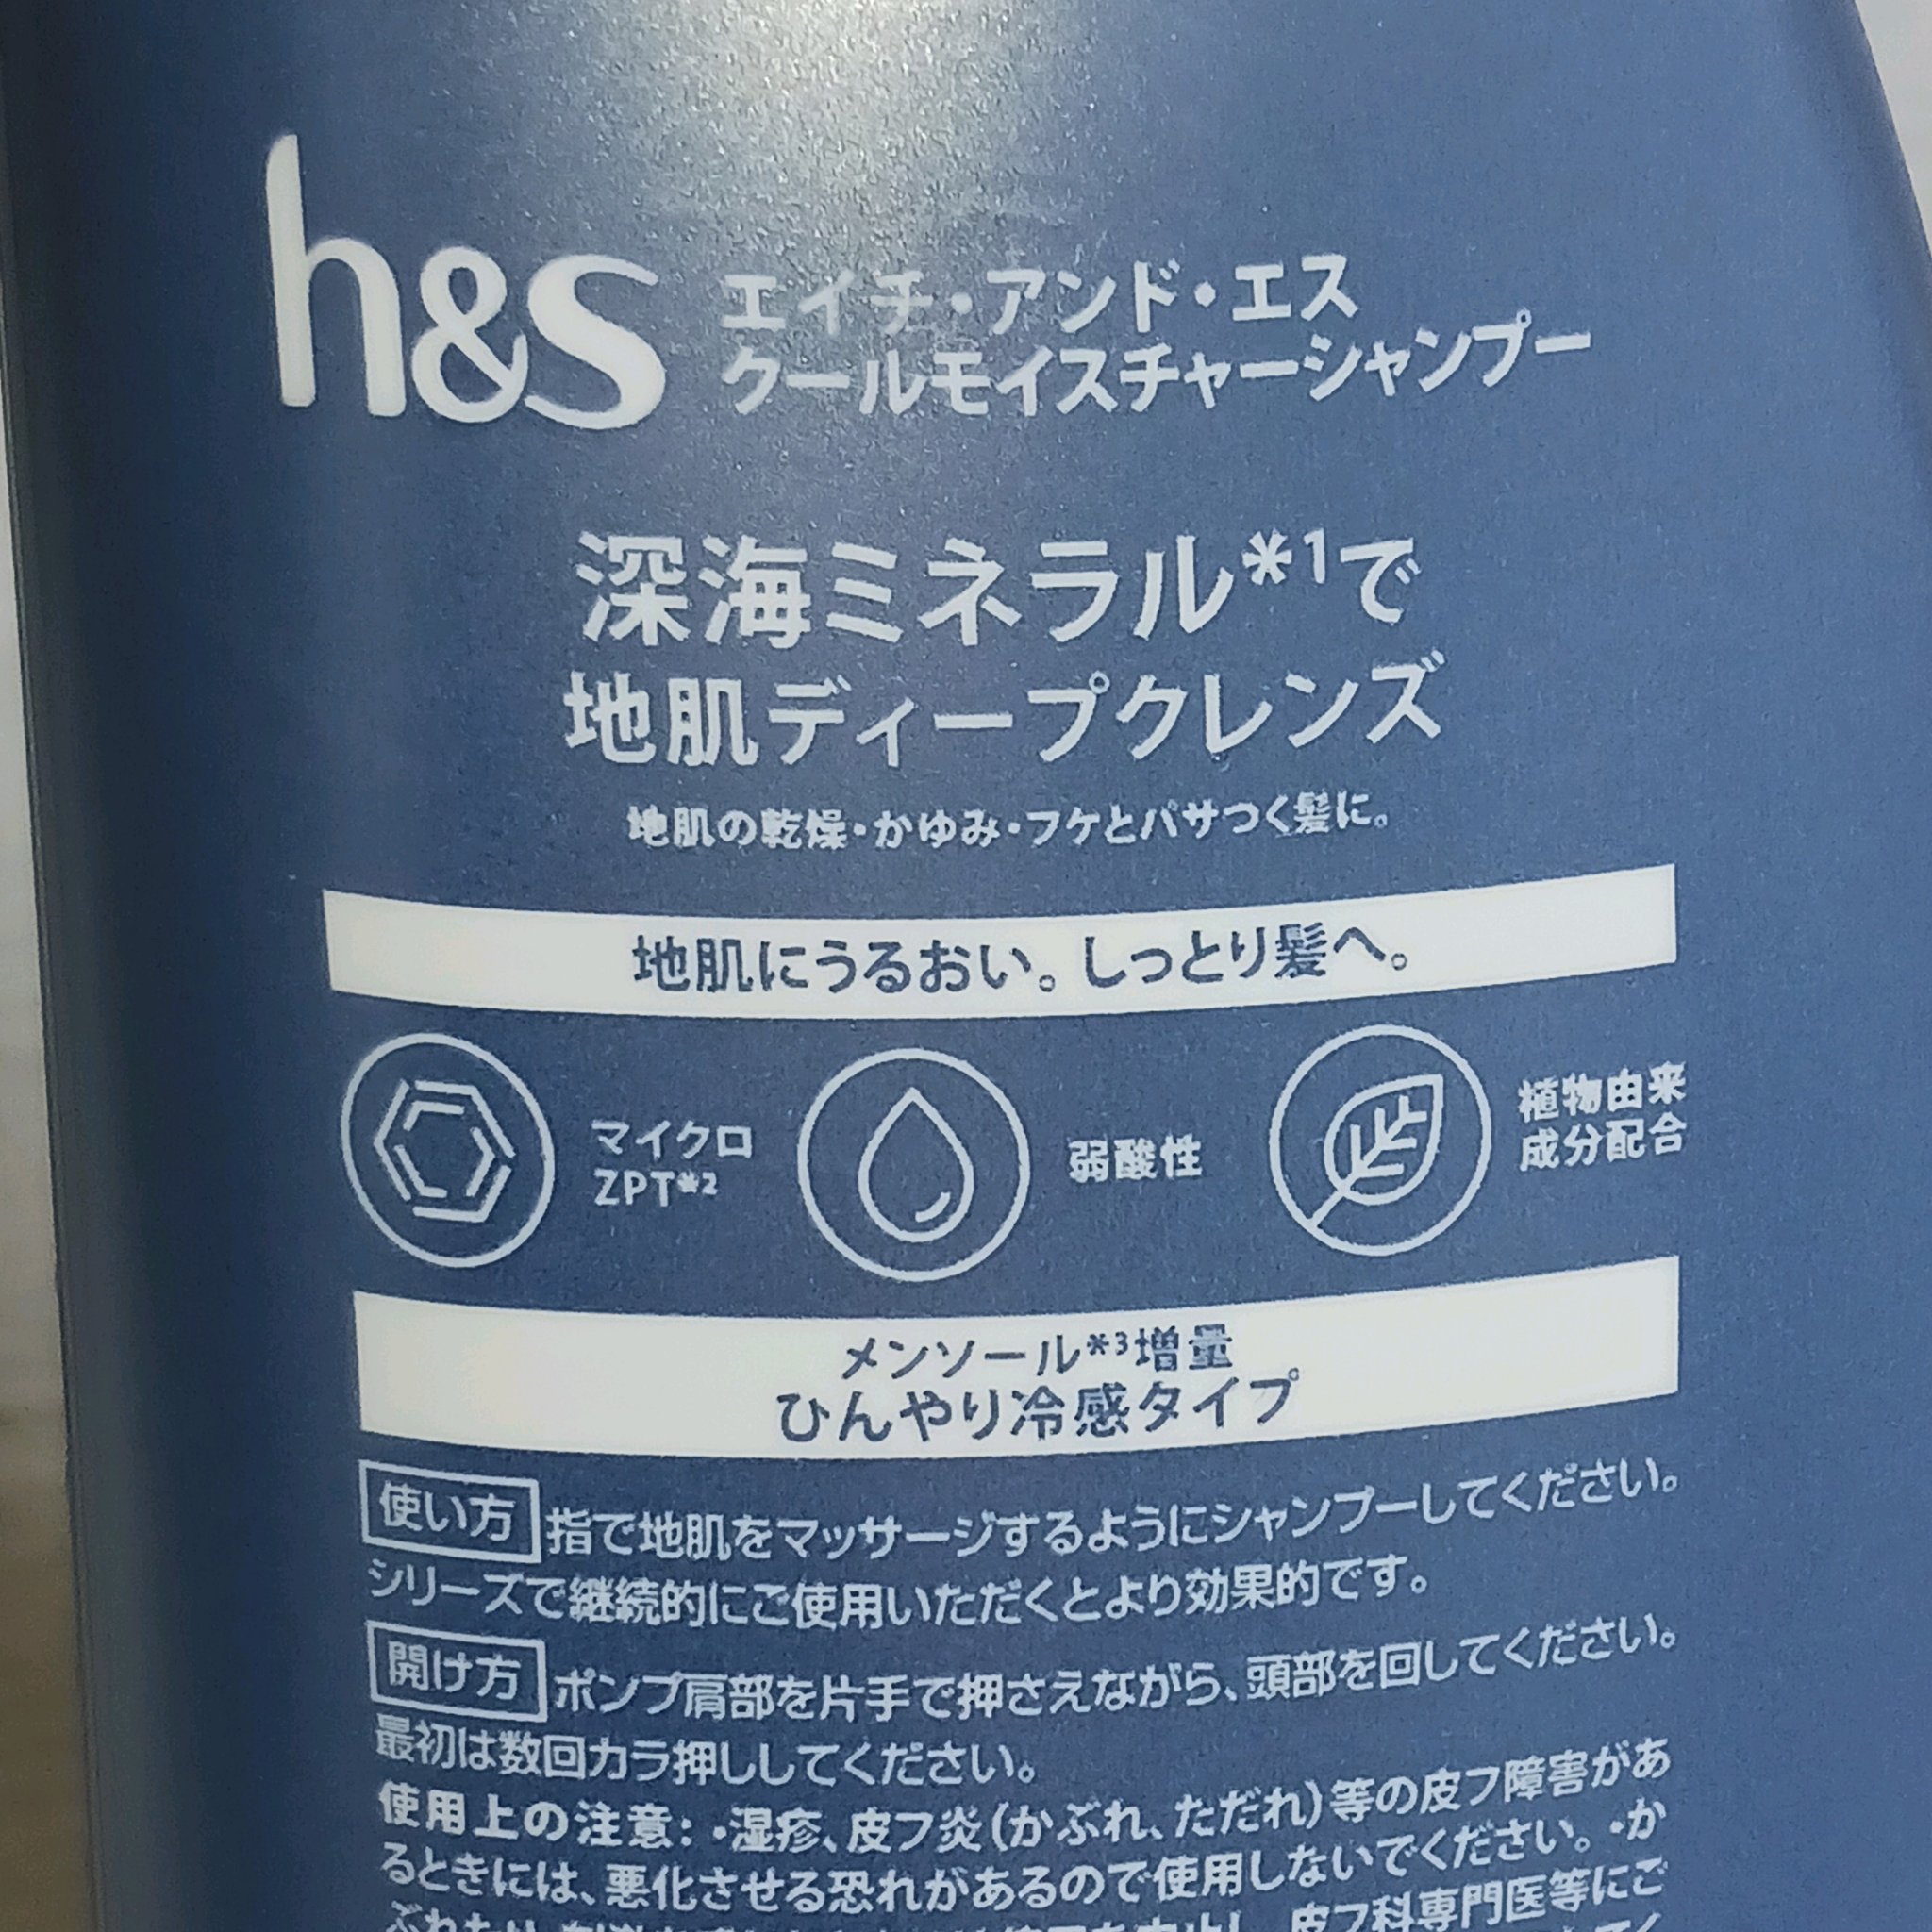 h&s
エイチ・アンド・エス
クールモイスチャーシャンプー
深海ミネラル*1で
地肌ディープクレンズ
地肌の乾燥・かゆみ・フケとパサつく髪に。
地肌にうるおい。しっとり髪へ。
マイクロ
ZPT*2
弱酸性
植物由来
成分配合
メンソール*3増量
ひんやり冷感タイプ
使い方 指で地肌をマッサージするようにシャンプーしてください。
シリーズで継続的にご使用いただくとより効果的です。
開け方 ポンプ肩部を片手で押さえながら、頭部を回してください。
最初は数回カラ押ししてください。
使用上の注意：•湿疹、皮フ炎（かぶれ、ただれ）等の皮フ障害があ
るときには、悪化させる恐れがあるので使用しないでください。•か
皮フ科専門医等にご